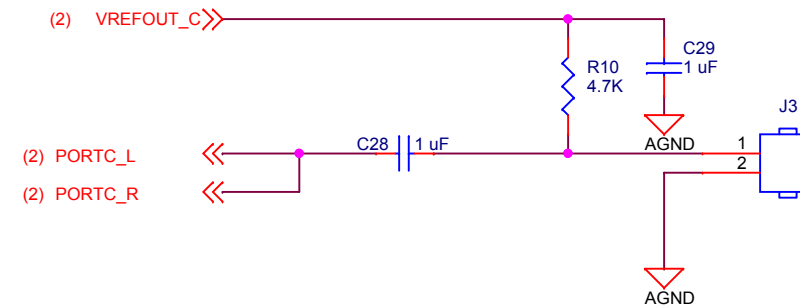 (2) VREFOUT_C
C29
1 uF
R10
4.7K
J3
AGND
C28 1 uF
1
(2) PORTC_L
2
(2) PORTC_R
AGND